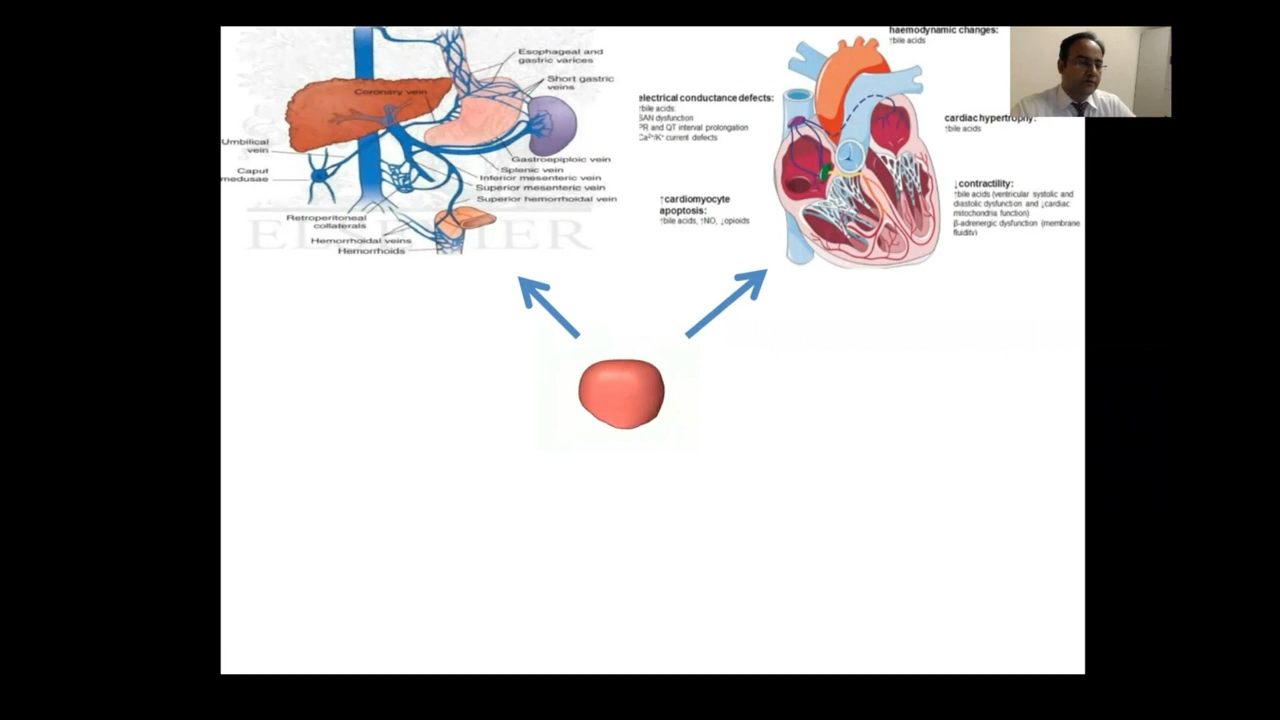 Esophageal and
gastric varices
Short gastric
veins
Coronary vein
Umbilical
vein
Caput
medusae
Gastroepiploic vein
Splenic vein
Inferior mesenteric vein
Superior mesenteric vein
Superior hemorrhoidal vein
Retroperitoneal
collaterals
Hemorrhoidal veins
Hemorrhoids
ELSEVIER
haemodynamic changes:
↑bile acids
electrical conductance defects:
↑bile acids:
SAN dysfunction
PR and QT interval prolongation
Ca²⁺/K⁺ current defects
cardiac hypertrophy:
↑bile acids
↑cardiomyocyte
apoptosis:
↑bile acids, ↑NO, ↓opioids
↓contractility:
↑bile acids (ventricular systolic and
diastolic dysfunction and ↓cardiac
mitochondria function)
β-adrenergic dysfunction (membrane
fluidity)